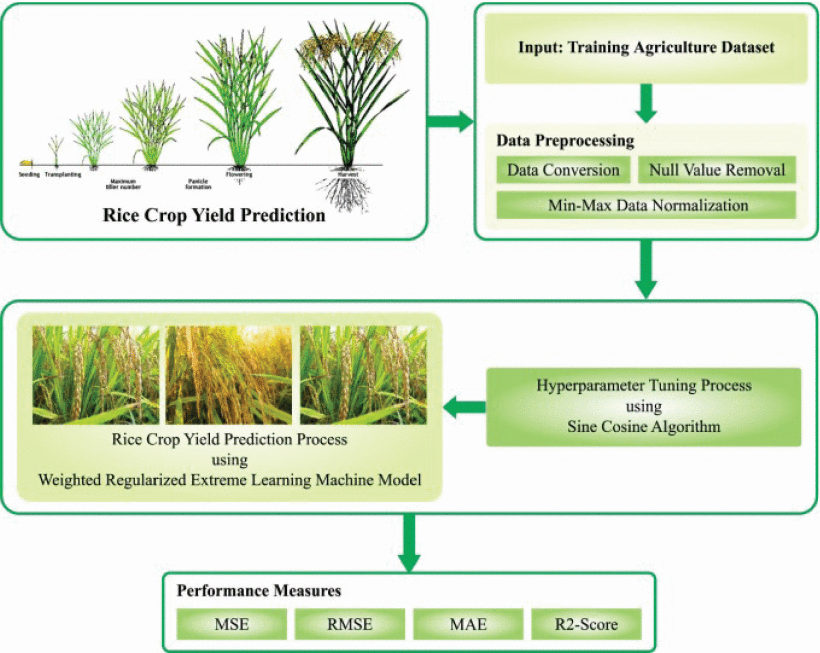 Seeding Transplanting Maximum tiller number Panicle formation Flowering Harvest
Rice Crop Yield Prediction
Input: Training Agriculture Dataset
Data Preprocessing
Data Conversion
Null Value Removal
Min-Max Data Normalization
Hyperparameter Tuning Process
using
Sine Cosine Algorithm
Rice Crop Yield Prediction Process
using
Weighted Regularized Extreme Learning Machine Model
Performance Measures
MSE
RMSE
MAE
R2-Score